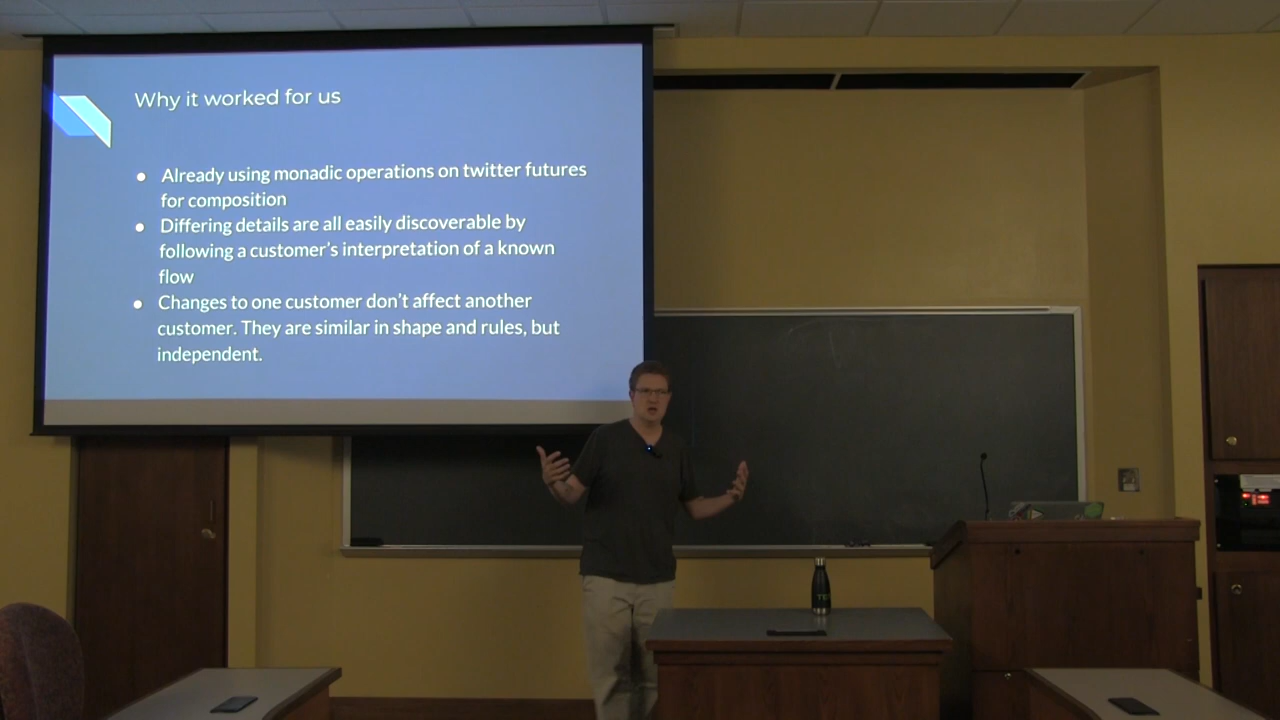 Why it worked for us
● Already using monadic operations on twitter futures
for composition
● Differing details are all easily discoverable by
following a customer's interpretation of a known
flow
● Changes to one customer don't affect another
customer. They are similar in shape and rules, but
independent.